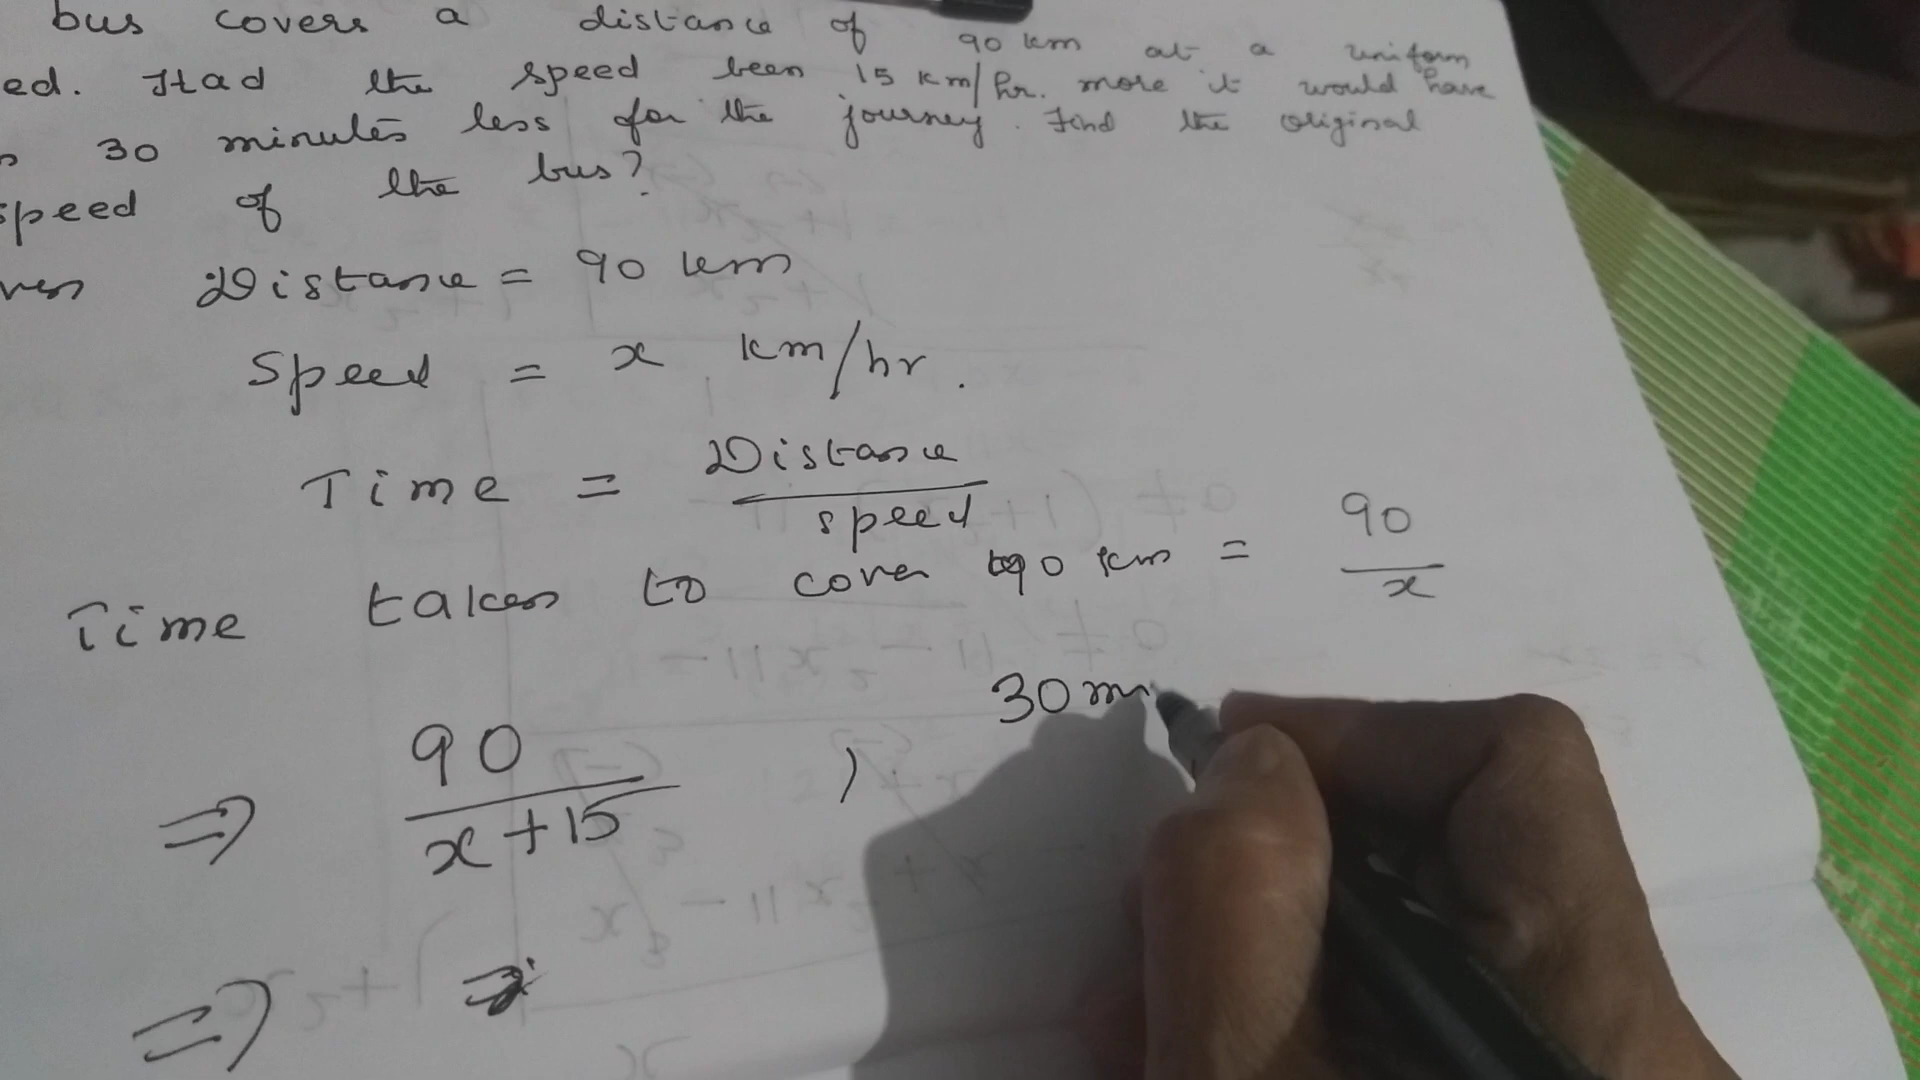 bus covers a distance of 90 km at a uniform
ed. Had the speed been 15 km/hr. more it would have
30 minutes less for the journey. Find the original
speed of the bus?
ven Distance = 90 km
Speed = x km/hr.
Time = Distance / speed
Time taken to cover 90 km = 90 / x
⇒ 90 / x+15 , 30 mi
⇒ ⇒